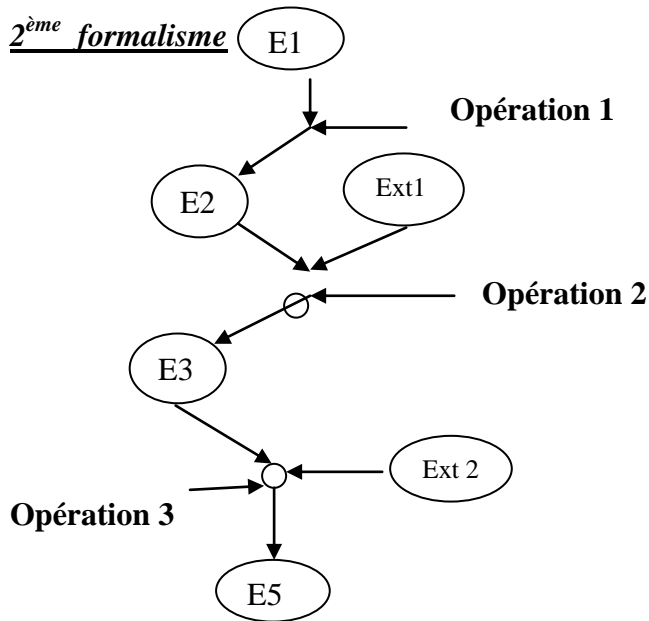 2ème formalisme
E1
Opération 1
E2
Ext1
Opération 2
E3
Ext 2
Opération 3
E5